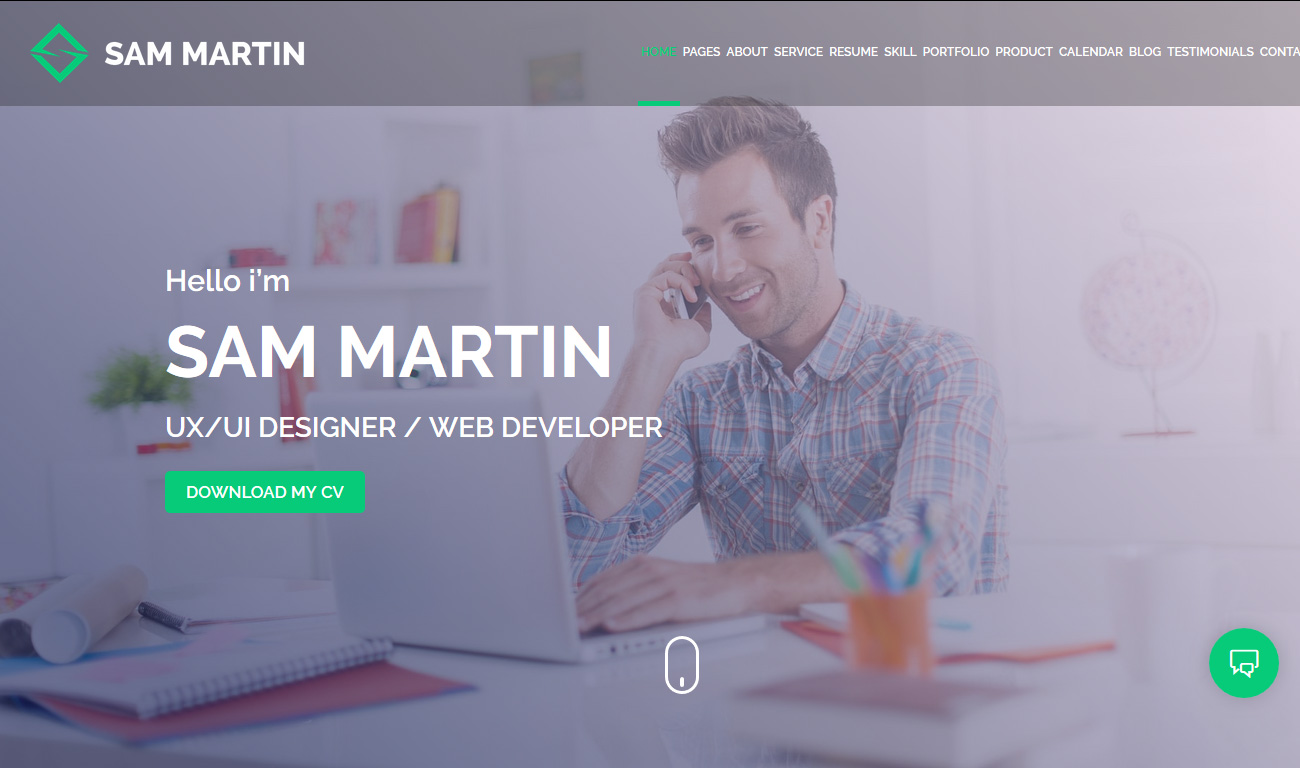 SAM MARTIN
HOME PAGES ABOUT SERVICE RESUME SKILL PORTFOLIO PRODUCT CALENDAR BLOG TESTIMONIALS CONTA
Hello i'm
SAM MARTIN
UX/UI DESIGNER / WEB DEVELOPER
DOWNLOAD MY CV